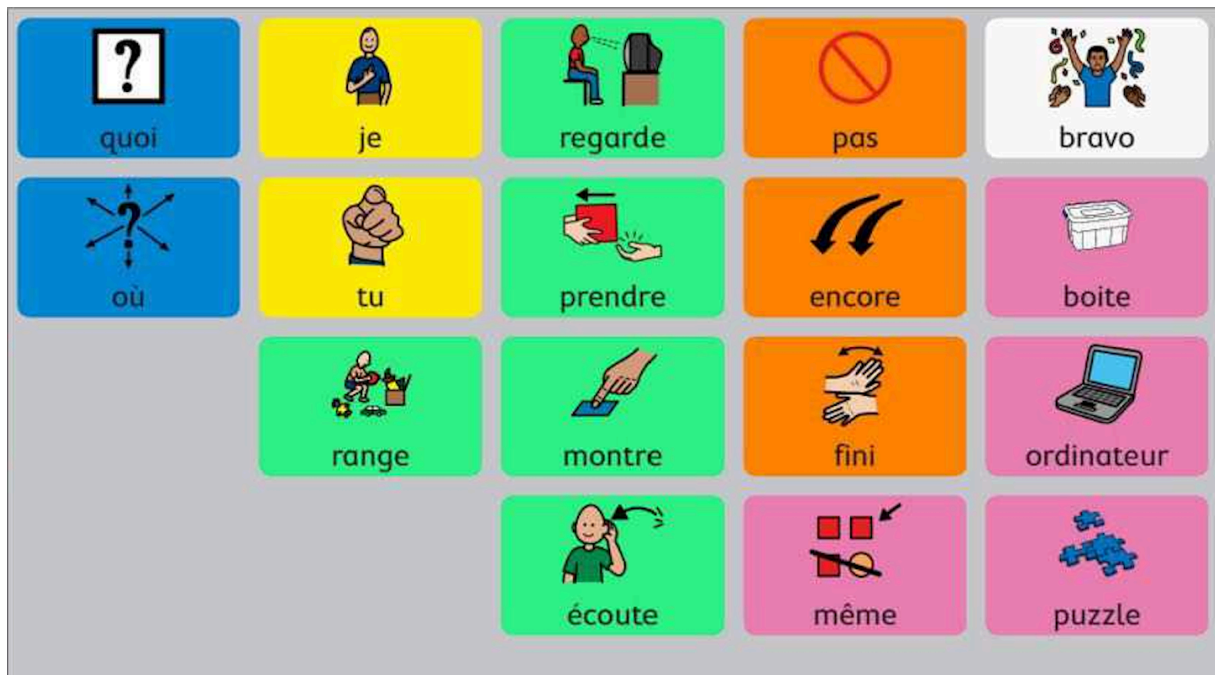 quoi
je
regarde
pas
bravo
où
tu
prendre
encore
boite
range
montre
fini
ordinateur
écoute
même
puzzle